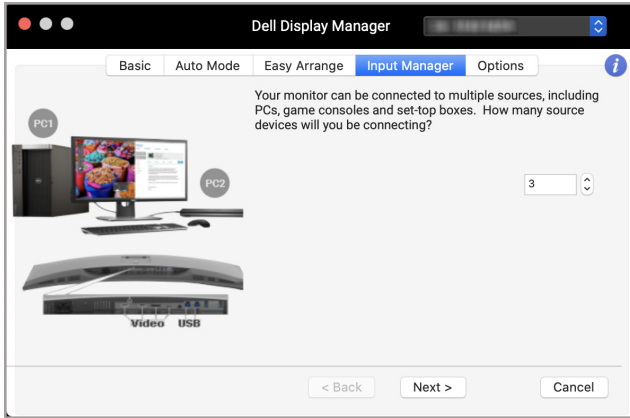 Dell Display Manager
Basic Auto Mode Easy Arrange Input Manager Options i
Your monitor can be connected to multiple sources, including
PCs, game consoles and set-top boxes. How many source
devices will you be connecting?
PC1
PC2
3
Video USB
< Back Next > Cancel